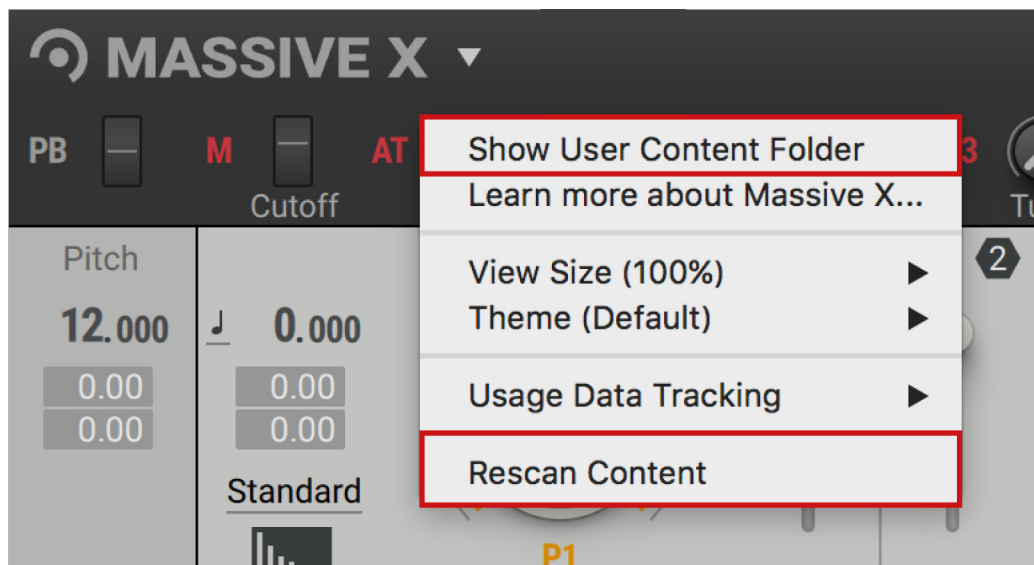 MASSIVE X
PB
M
AT
3
Cutoff
Show User Content Folder
Learn more about Massive X...
View Size (100%)
Theme (Default)
Usage Data Tracking
Rescan Content
Pitch
2
12.000
0.000
0.00
0.00
0.00
0.00
Standard
P1